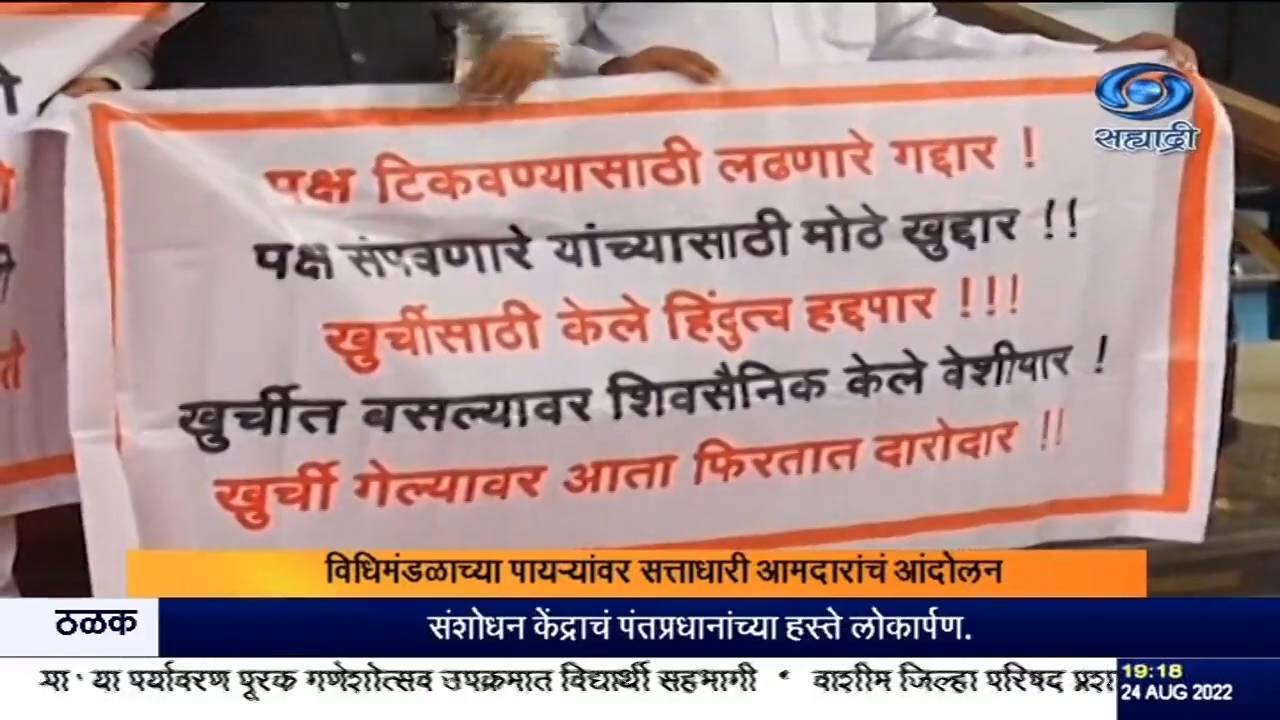 सह्याद्री
पक्ष टिकवण्यासाठी लढणारे गद्दार !
पक्ष संपवणारे यांच्यासाठी मोठे खुद्दार !!
खुर्चीसाठी केले हिंदुत्व हद्दपार !!!
खुर्चीत बसल्यावर शिवसैनिक केले वेशीपार !
खुर्ची गेल्यावर आता फिरतात दारोदार !!
विधिमंडळाच्या पायऱ्यांवर सत्ताधारी आमदारांचं आंदोलन
ठळक
संशोधन केंद्राचं पंतप्रधानांच्या हस्ते लोकार्पण.
या पर्यावरण पूरक गणेशोत्सव उपक्रमात विद्यार्थी सहभागी * वाशीम जिल्हा परिषद प्रशा
19:18
24 AUG 2022